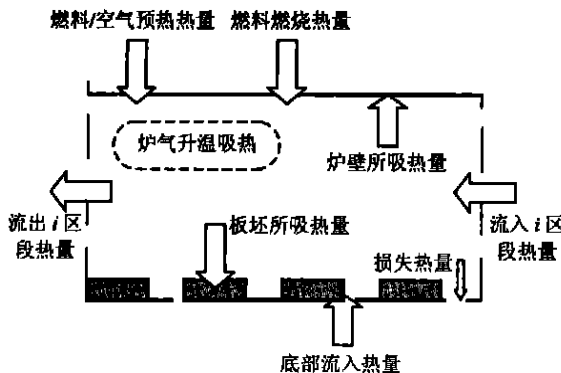 燃料/空气预热热量 燃料燃烧热量
炉气升温吸热
炉壁所吸热量
流出 i 区
段热量
板坯所吸热量
流入 i 区
段热量
损失热量
底部流入热量